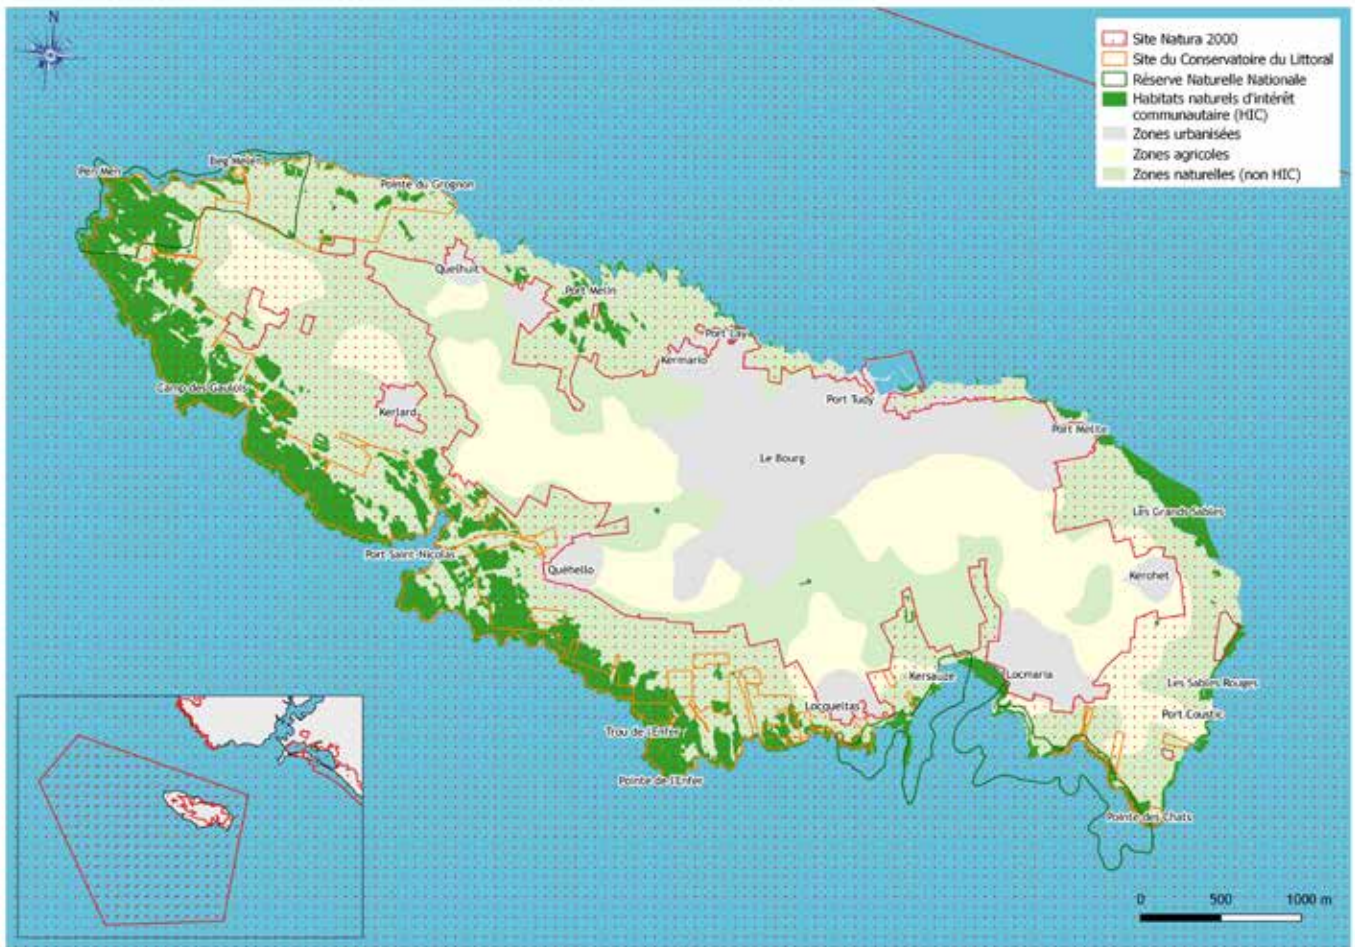 N
Site Natura 2000
Site du Conservatoire du Littoral
Réserve Naturelle Nationale
Habitats naturels d'intérêt
communautaire (HIC)
Zones urbanisées
Zones agricoles
Zones naturelles (non HIC)
Pen Men
Beg Melen
Pointe du Grognon
Quelhuit
Port Melin
Port Lay
Kermario
Camp des Gaulois
Kerlard
Port Tudy
Port Melite
Le Bourg
Les Grands Sables
Port Saint-Nicolas
Quéhello
Kerohet
Kersauze
Locmaria
Les Sables Rouges
Locqueltas
Port Coustic
Trou de l'Enfer
Pointe de l'Enfer
Pointe des Chats
0 500 1000 m